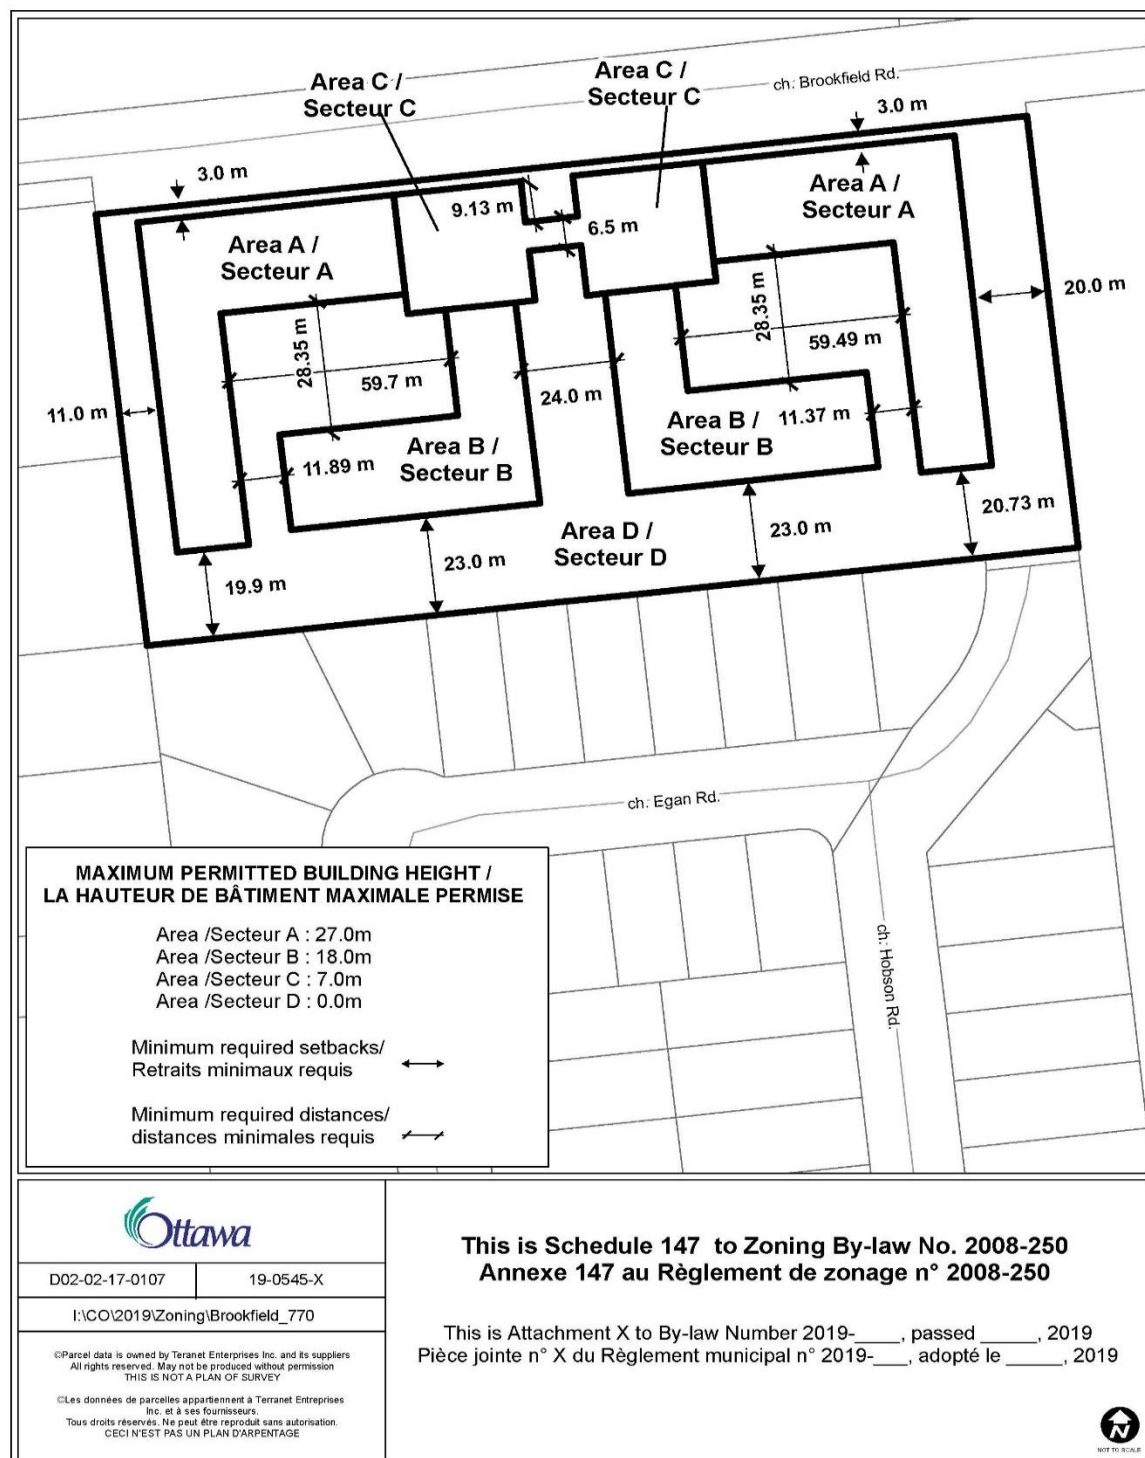 Area C /
Secteur C
Area C /
Secteur C
ch. Brookfield Rd.
3.0 m
3.0 m
9.13 m
6.5 m
Area A /
Secteur A
Area A /
Secteur A
20.0 m
28.35 m
28.35 m
59.7 m
59.49 m
24.0 m
11.0 m
11.37 m
Area B /
Secteur B
Area B /
Secteur B
11.89 m
20.73 m
Area D /
Secteur D
23.0 m
23.0 m
19.9 m
ch. Egan Rd.
ch. Hobson Rd.
MAXIMUM PERMITTED BUILDING HEIGHT /
LA HAUTEUR DE BÂTIMENT MAXIMALE PERMISE
Area /Secteur A : 27.0m
Area /Secteur B : 18.0m
Area /Secteur C : 7.0m
Area /Secteur D : 0.0m
Minimum required setbacks/
Retraits minimaux requis
Minimum required distances/
distances minimales requis
Ottawa
D02-02-17-0107
19-0545-X
I:\CO\2019\Zoning\Brookfield_770
©Parcel data is owned by Teranet Enterprises Inc. and its suppliers
All rights reserved. May not be produced without permission
THIS IS NOT A PLAN OF SURVEY
©Les données de parcelles appartiennent à Terranet Entreprises
Inc. et à ses fournisseurs.
Tous droits réservés. Ne peut être reproduit sans autorisation.
CECI N'EST PAS UN PLAN D'ARPENTAGE
This is Schedule 147 to Zoning By-law No. 2008-250
Annexe 147 au Règlement de zonage n° 2008-250
This is Attachment X to By-law Number 2019-____, passed _____, 2019
Pièce jointe n° X du Règlement municipal n° 2019-___, adopté le _____, 2019
N
NOT TO SCALE